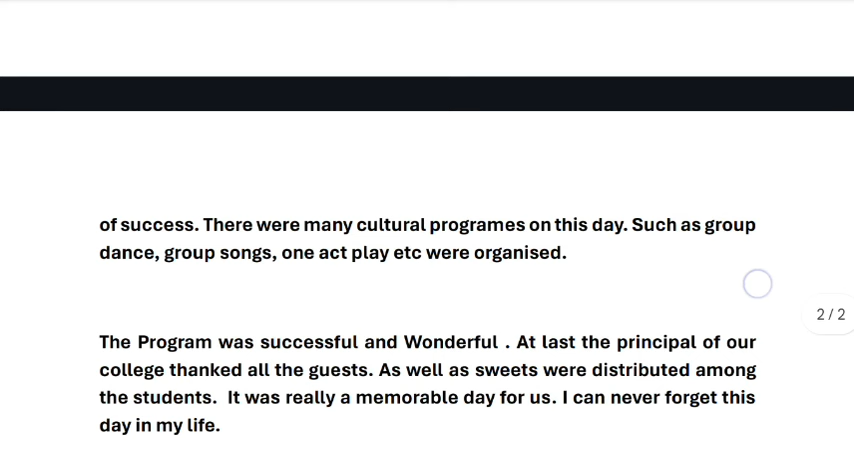 of success. There were many cultural programes on this day. Such as group
dance, group songs, one act play etc were organised.
2 / 2
The Program was successful and Wonderful . At last the principal of our
college thanked all the guests. As well as sweets were distributed among
the students.  It was really a memorable day for us. I can never forget this
day in my life.